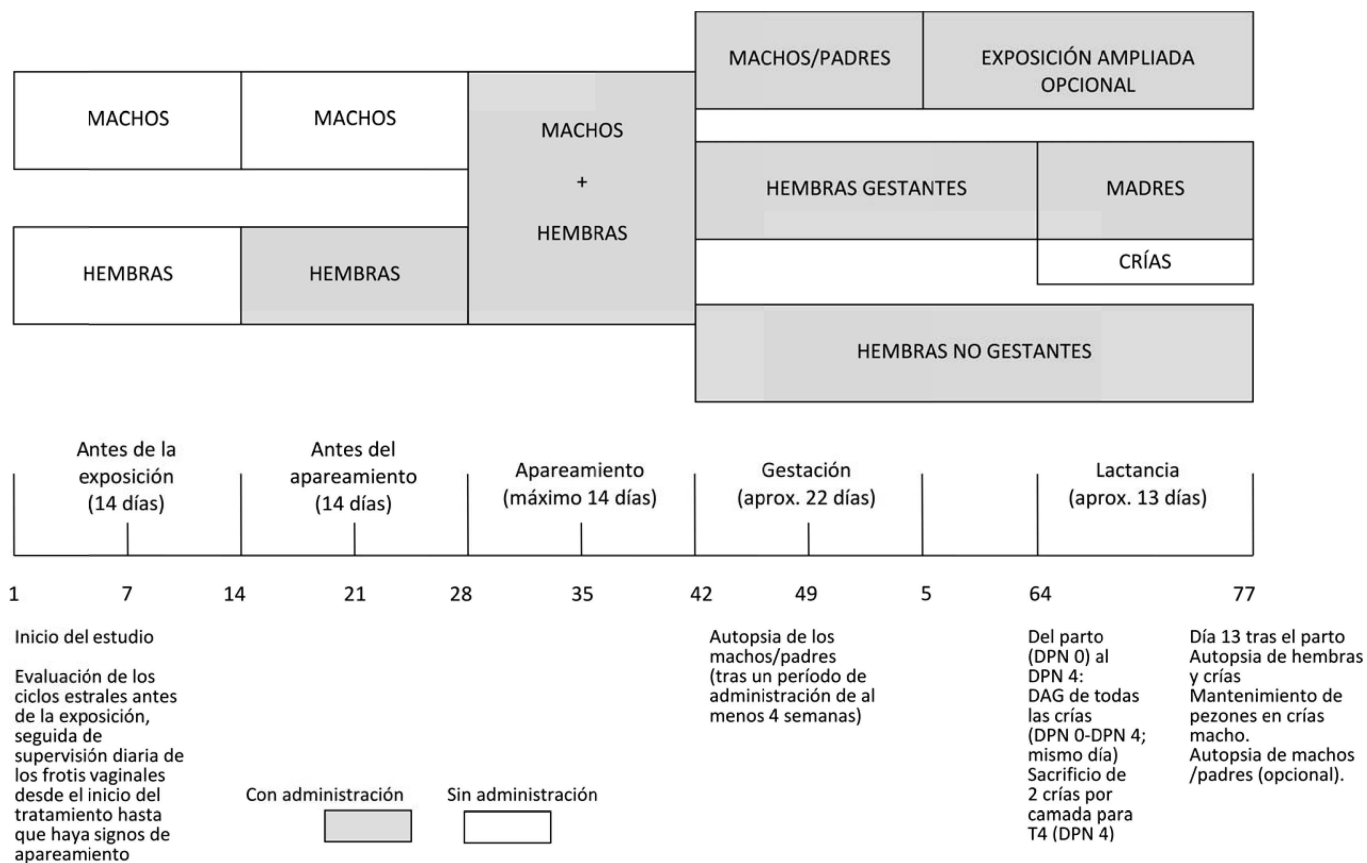 MACHOS/PADRES
EXPOSICIÓN AMPLIADA
OPCIONAL
MACHOS
MACHOS
MACHOS
+
HEMBRAS
HEMBRAS GESTANTES
MADRES
HEMBRAS
HEMBRAS
CRÍAS
HEMBRAS NO GESTANTES
Antes de la
exposición
(14 días)
Antes del
apareamiento
(14 días)
Apareamiento
(máximo 14 días)
Gestación
(aprox. 22 días)
Lactancia
(aprox. 13 días)
1 7 14 21 28 35 42 49 5 64 77
Inicio del estudio
Evaluación de los
ciclos estrales antes
de la exposición,
seguida de
supervisión diaria de
los frotis vaginales
desde el inicio del
tratamiento hasta
que haya signos de
apareamiento
Con administración
Sin administración
Autopsia de los
machos/padres
(tras un período de
administración de al
menos 4 semanas)
Del parto
(DPN 0) al
DPN 4:
DAG de todas
las crías
(DPN 0-DPN 4;
mismo día)
Sacrificio de
2 crías por
camada para
T4 (DPN 4)
Día 13 tras el parto
Autopsia de hembras
y crías
Mantenimiento de
pezones en crías
macho.
Autopsia de machos
/padres (opcional).